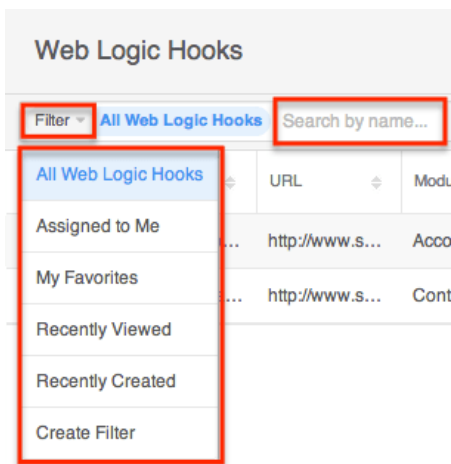 Web Logic Hooks
Filter All Web Logic Hooks Search by name...
All Web Logic Hooks URL Modu
Assigned to Me ... http://www.s... Acco
My Favorites
... http://www.s... Cont
Recently Viewed
Recently Created
Create Filter